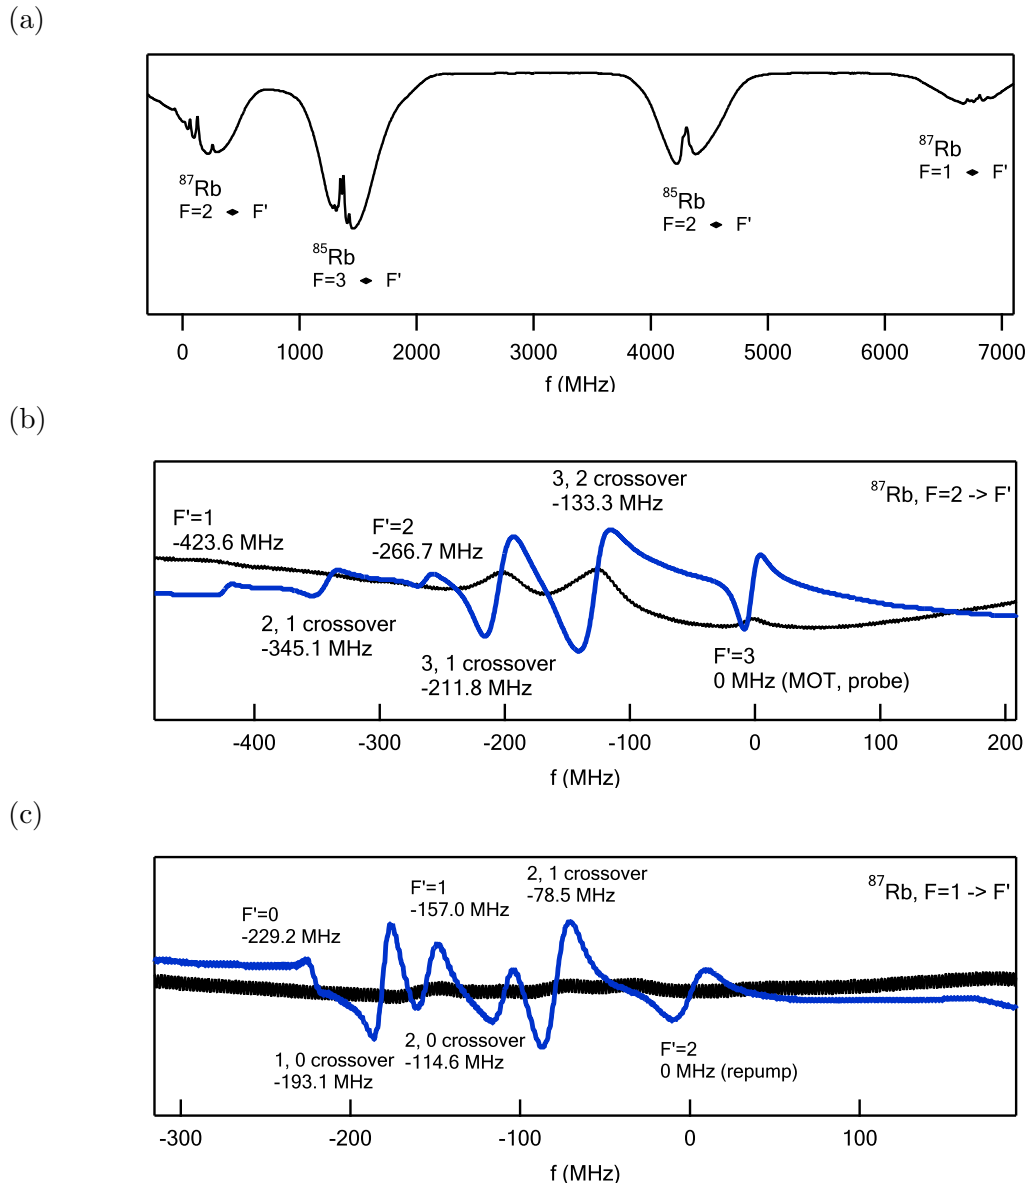 (a)
⁸⁷Rb
F=2 ◆ F'
⁸⁵Rb
F=3 ◆ F'
⁸⁵Rb
F=2 ◆ F'
⁸⁷Rb
F=1 ◆ F'
0 1000 2000 3000 4000 5000 6000 7000
f (MHz)
(b)
3, 2 crossover
-133.3 MHz
⁸⁷Rb, F=2 -> F'
F'=1
-423.6 MHz
F'=2
-266.7 MHz
2, 1 crossover
-345.1 MHz
3, 1 crossover
-211.8 MHz
F'=3
0 MHz (MOT, probe)
-400 -300 -200 -100 0 100 200
f (MHz)
(c)
2, 1 crossover
-78.5 MHz
⁸⁷Rb, F=1 -> F'
F'=1
-157.0 MHz
F'=0
-229.2 MHz
1, 0 crossover
-193.1 MHz
2, 0 crossover
-114.6 MHz
F'=2
0 MHz (repump)
-300 -200 -100 0 100
f (MHz)